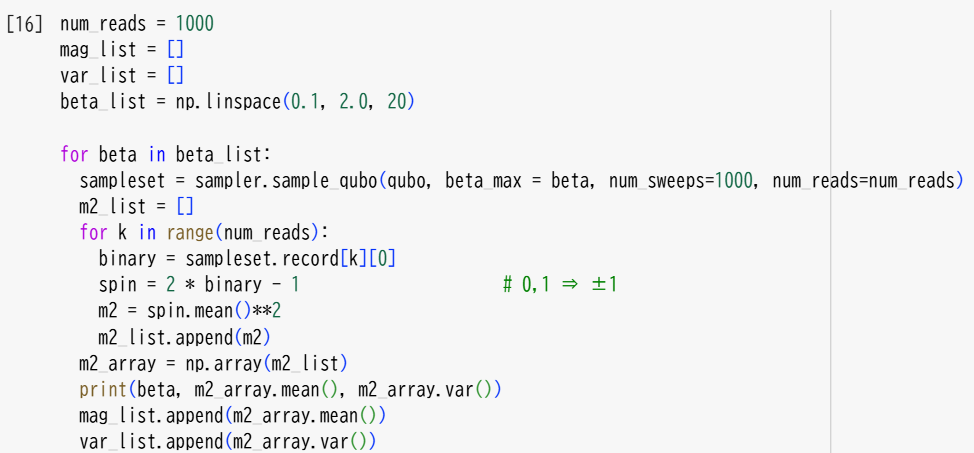 [16] num_reads = 1000
mag_list = []
var_list = []
beta_list = np.linspace(0.1, 2.0, 20)
for beta in beta_list:
sampleset = sampler.sample_qubo(qubo, beta_max = beta, num_sweeps=1000, num_reads=num_reads)
m2_list = []
for k in range(num_reads):
binary = sampleset.record[k][0]
spin = 2 * binary - 1 # 0,1 ⇒ ±1
m2 = spin.mean()**2
m2_list.append(m2)
m2_array = np.array(m2_list)
print(beta, m2_array.mean(), m2_array.var())
mag_list.append(m2_array.mean())
var_list.append(m2_array.var())